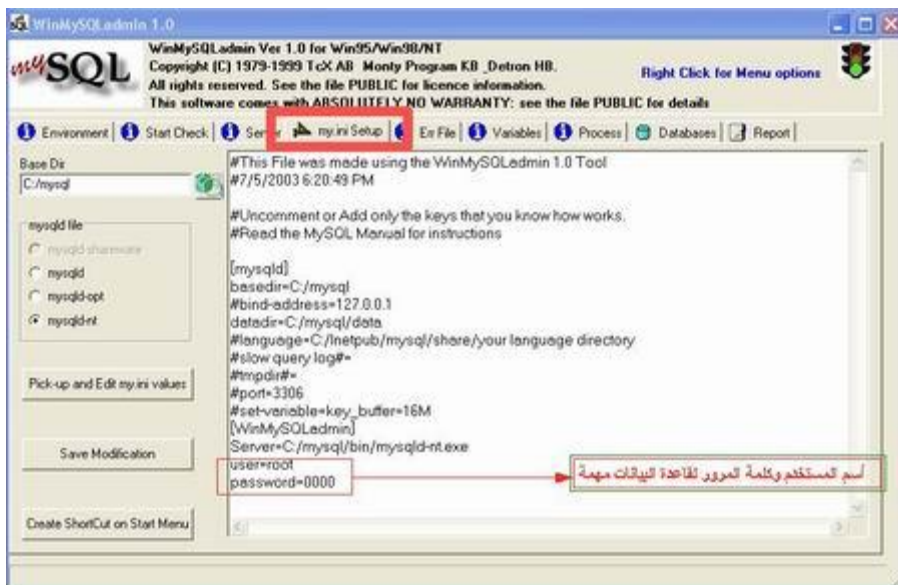 WinMySQLadmin 1.0
mySQL
WinMySQLadmin Ver 1.0 for Win95/Win98/NT
Copyright (C) 1979-1999 TcX AB Monty Program KB _Detron HB.
All rights reserved. See the file PUBLIC for licence information.
This software comes with ABSOLUTELY NO WARRANTY: see the file PUBLIC for details
Right Click for Menu options
Environment Start Check Server my.ini Setup Err File Variables Process Databases Report
Base Dir
C:/mysql
mysqld file
mysqld-shareware
mysqld
mysqld-opt
mysqld-nt
Pick-up and Edit my.ini values
Save Modification
Create ShortCut on Start Menu
#This File was made using the WinMySQLadmin 1.0 Tool
#7/5/2003 6:20:49 PM
#Uncomment or Add only the keys that you know how works.
#Read the MySQL Manual for instructions
[mysqld]
basedir=C:/mysql
#bind-address=127.0.0.1
datadir=C:/mysql/data
#language=C:/Inetpub/mysql/share/your language directory
#slow query log#=
#tmpdir#=
#port=3306
#set-variable=key_buffer=16M
[WinMySQLadmin]
Server=C:/mysql/bin/mysqld-nt.exe
user=root
password=0000
أسم المستخدم وكلمة المرور لقاعدة البيانات مهمة